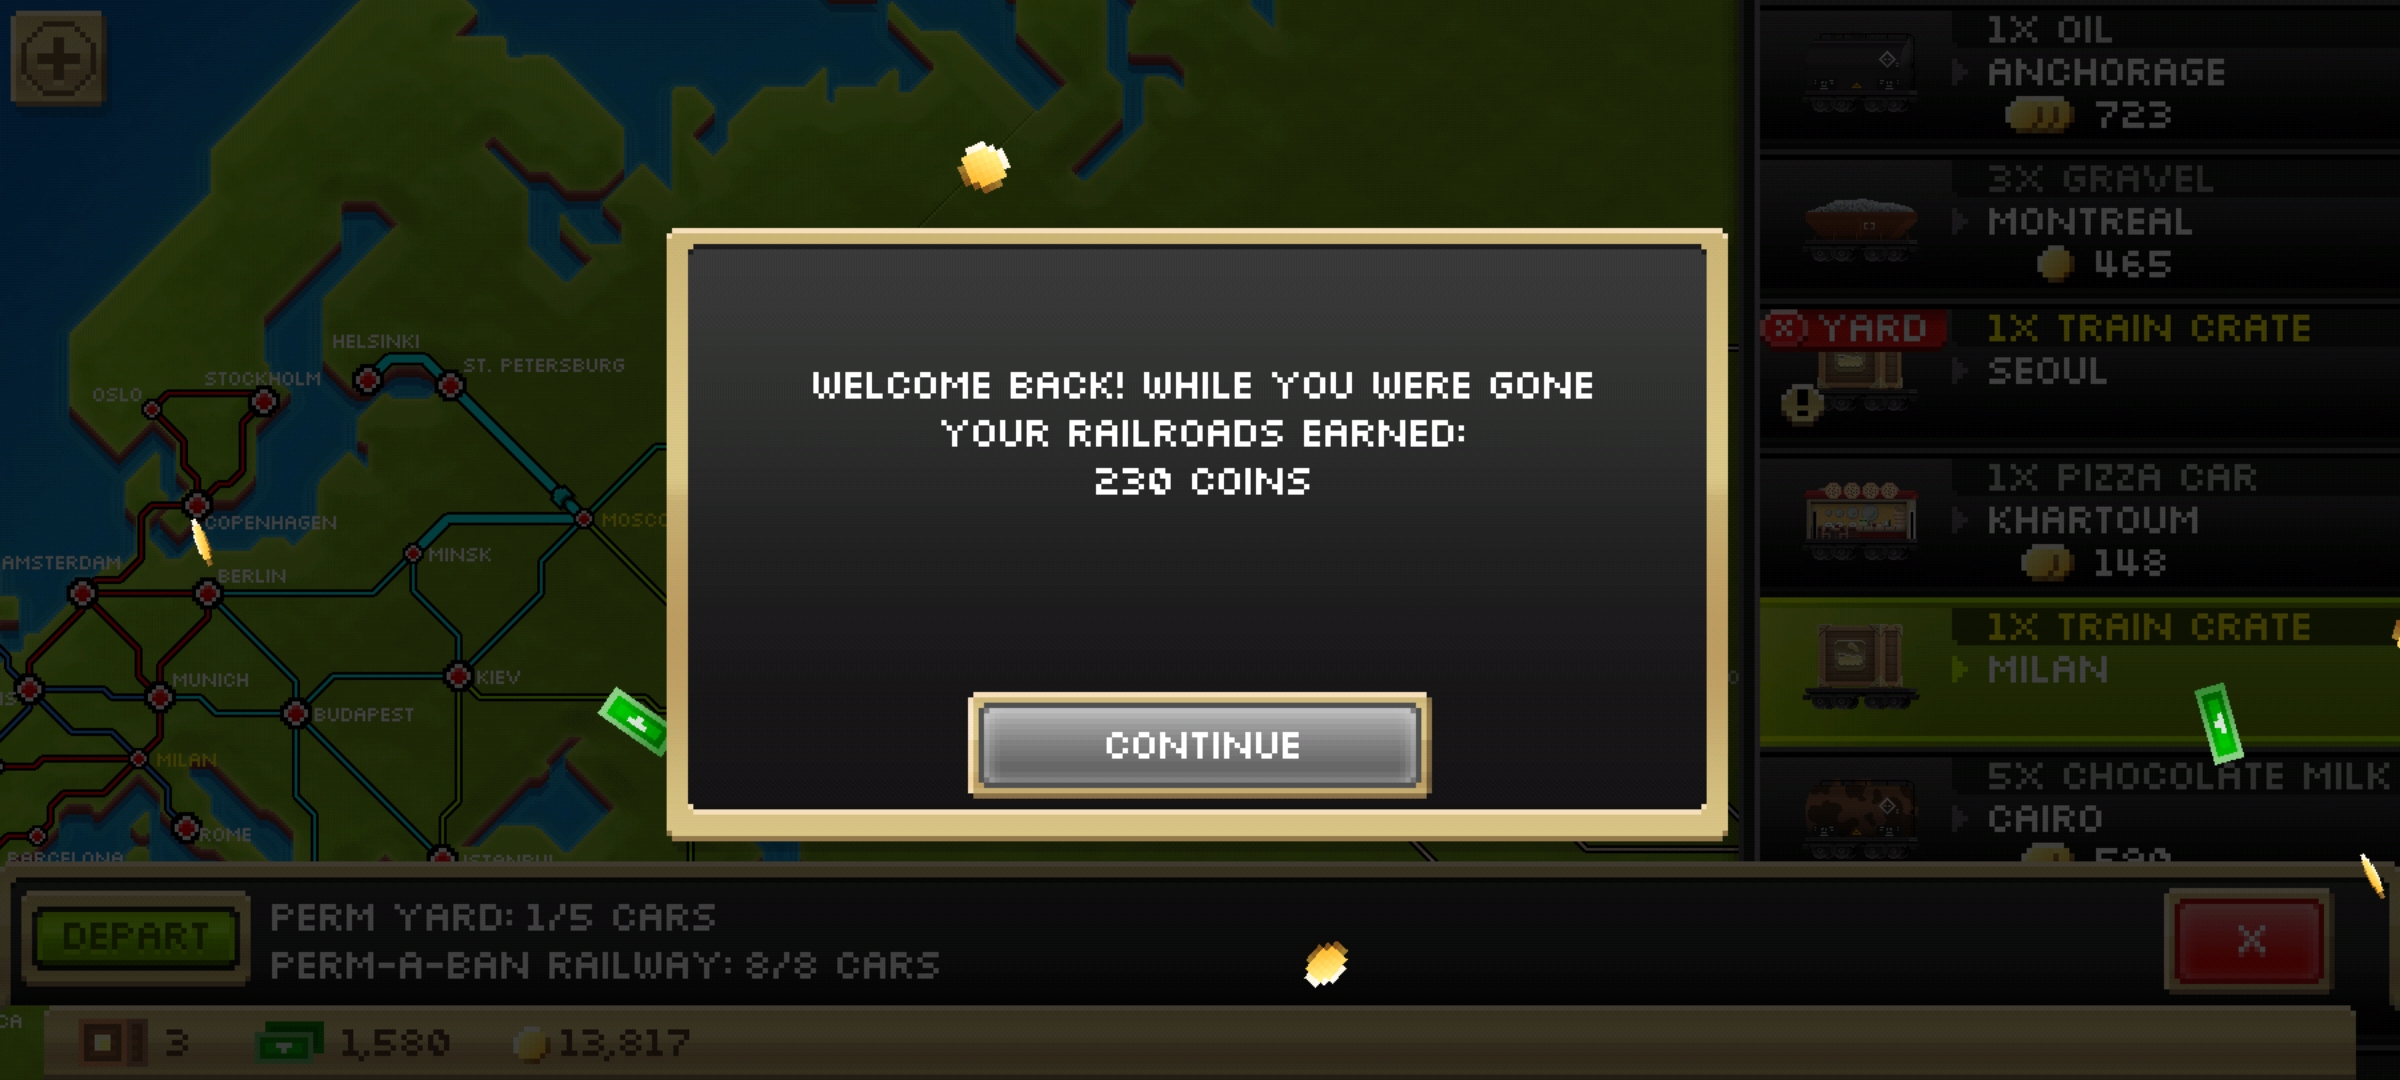 WELCOME BACK! WHILE YOU WERE GONE
YOUR RAILROADS EARNED:
230 COINS
CONTINUE
HELSINKI
ST. PETERSBURG
STOCKHOLM
OSLO
COPENHAGEN
MINSK
AMSTERDAM
BERLIN
MUNICH
KIEV
BUDAPEST
MILAN
ROME
BARCELONA
ISTANBUL
1X OIL
ANCHORAGE
723
3X GRAVEL
MONTREAL
465
YARD
1X TRAIN CRATE
SEOUL
1X PIZZA CAR
KHARTOUM
148
1X TRAIN CRATE
MILAN
5X CHOCOLATE MILK
CAIRO
DEPART
PERM YARD: 1/5 CARS
PERM-A-BAN RAILWAY: 8/8 CARS
X
3
1,580
13,817